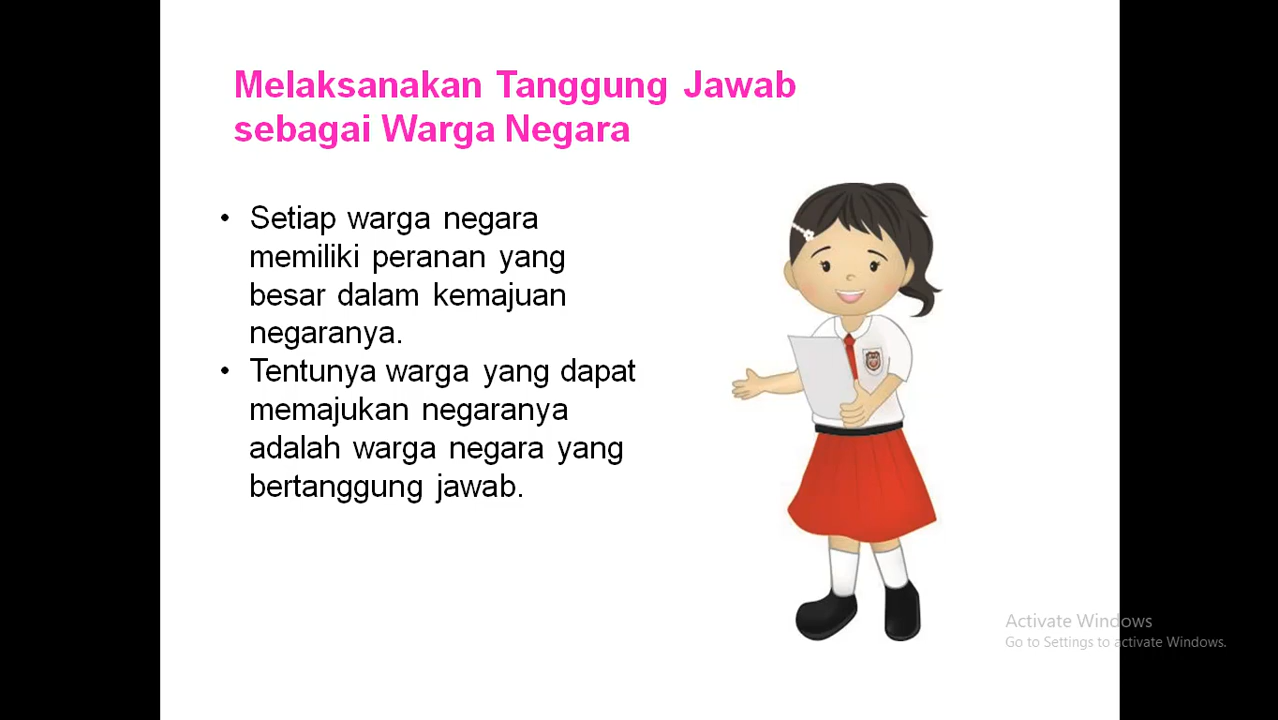 Melaksanakan Tanggung Jawab
sebagai Warga Negara
• Setiap warga negara
memiliki peranan yang
besar dalam kemajuan
negaranya.
• Tentunya warga yang dapat
memajukan negaranya
adalah warga negara yang
bertanggung jawab.
Activate Windows
Go to Settings to activate Windows.